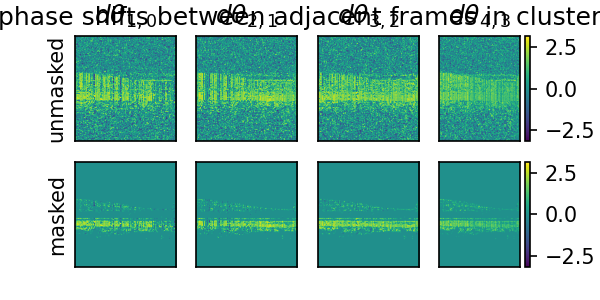 phase shifts between adjacent frames in cluster
dθ1,0 dθ2,1 dθ3,2 dθ4,3
unmasked
2.5
0.0
−2.5
masked
2.5
0.0
−2.5